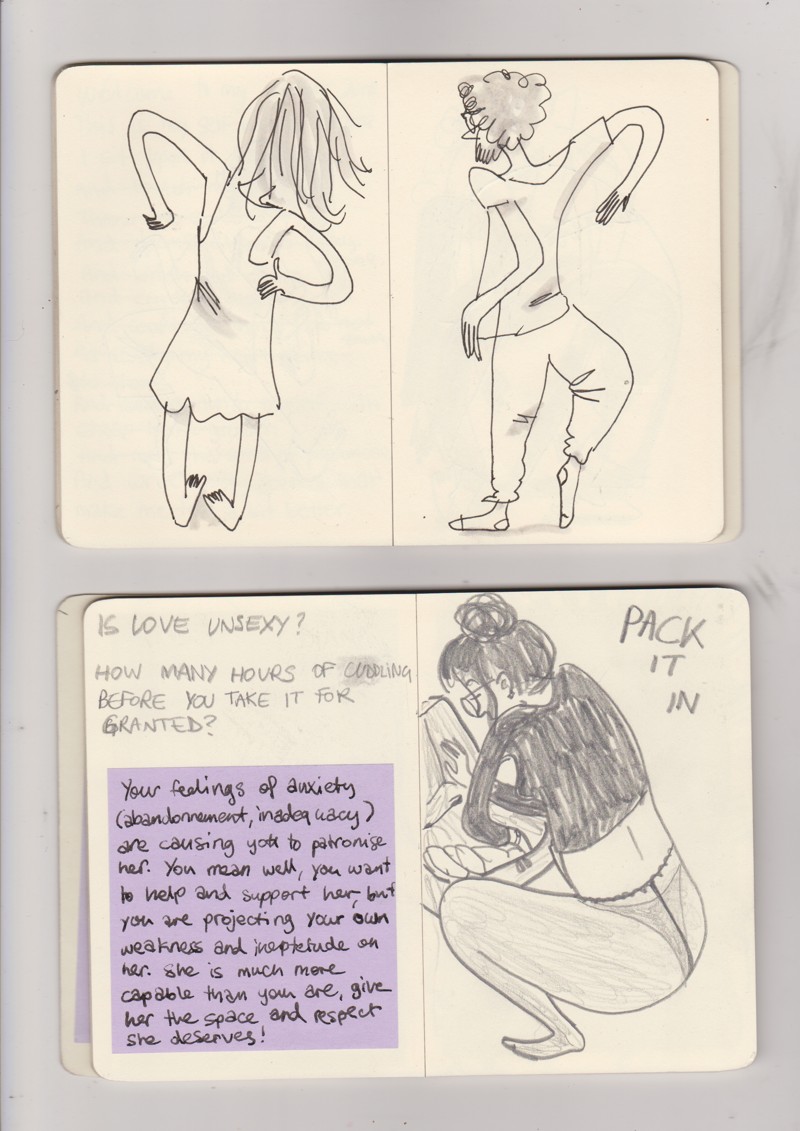 IS LOVE UNSEXY?
HOW MANY HOURS OF CUDDLING
BEFORE YOU TAKE IT FOR
GRANTED?
Your feelings of anxiety
(abandonnement, inadequacy)
are causing you to patronise
her. You mean well, you want
to help and support her, but
you are projecting your own
weakness and ineptetude on
her. She is much more
capable than you are, give
her the space and respect
she deserves!
PACK
IT
IN